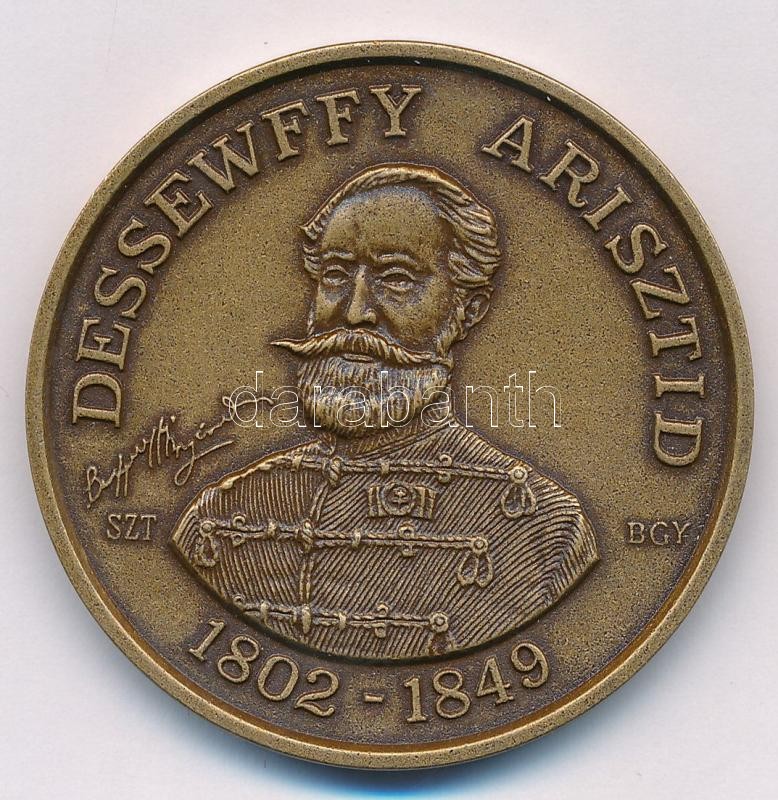 DESSEWFFY ARISZTID
darabanth
SZT
BGY
1802 - 1849